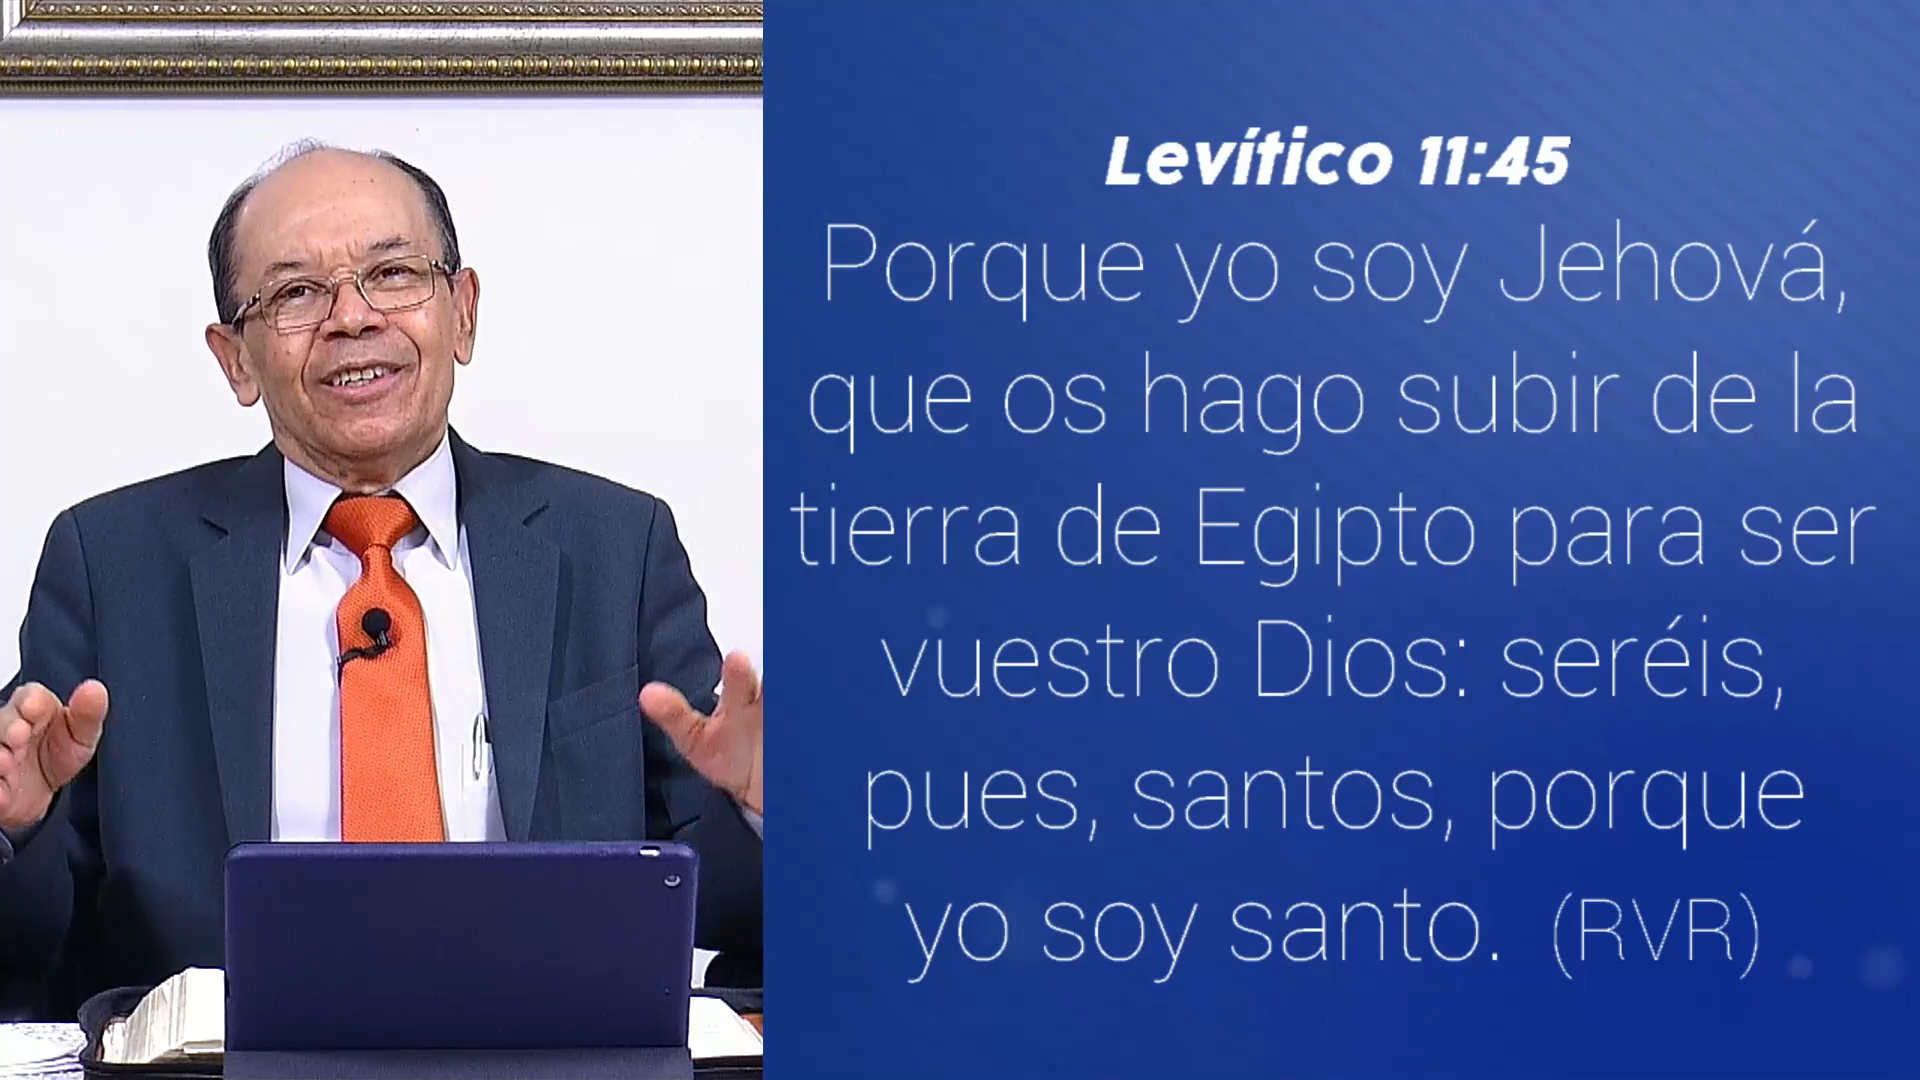 Levítico 11:45
Porque yo soy Jehová,
que os hago subir de la
tierra de Egipto para ser
vuestro Dios: seréis,
pues, santos, porque
yo soy santo. (RVR)